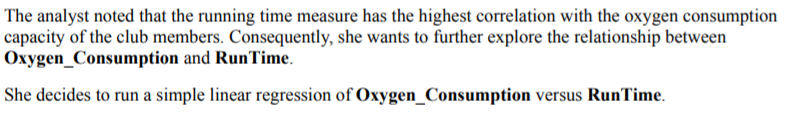 The analyst noted that the running time measure has the highest correlation with the oxygen consumption
capacity of the club members. Consequently, she wants to further explore the relationship between
Oxygen_Consumption and RunTime.
She decides to run a simple linear regression of Oxygen_Consumption versus RunTime.